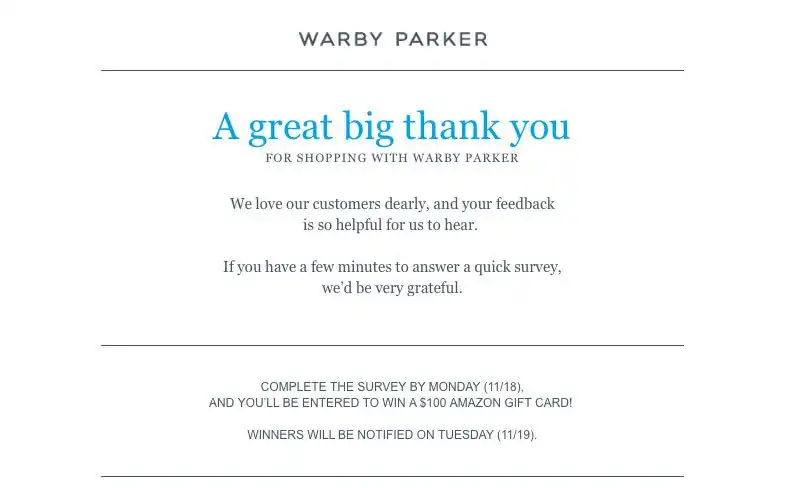 WARBY PARKER
A great big thank you
FOR SHOPPING WITH WARBY PARKER
We love our customers dearly, and your feedback
is so helpful for us to hear.
If you have a few minutes to answer a quick survey,
we'd be very grateful.
COMPLETE THE SURVEY BY MONDAY (11/18),
AND YOU'LL BE ENTERED TO WIN A $100 AMAZON GIFT CARD!
WINNERS WILL BE NOTIFIED ON TUESDAY (11/19).